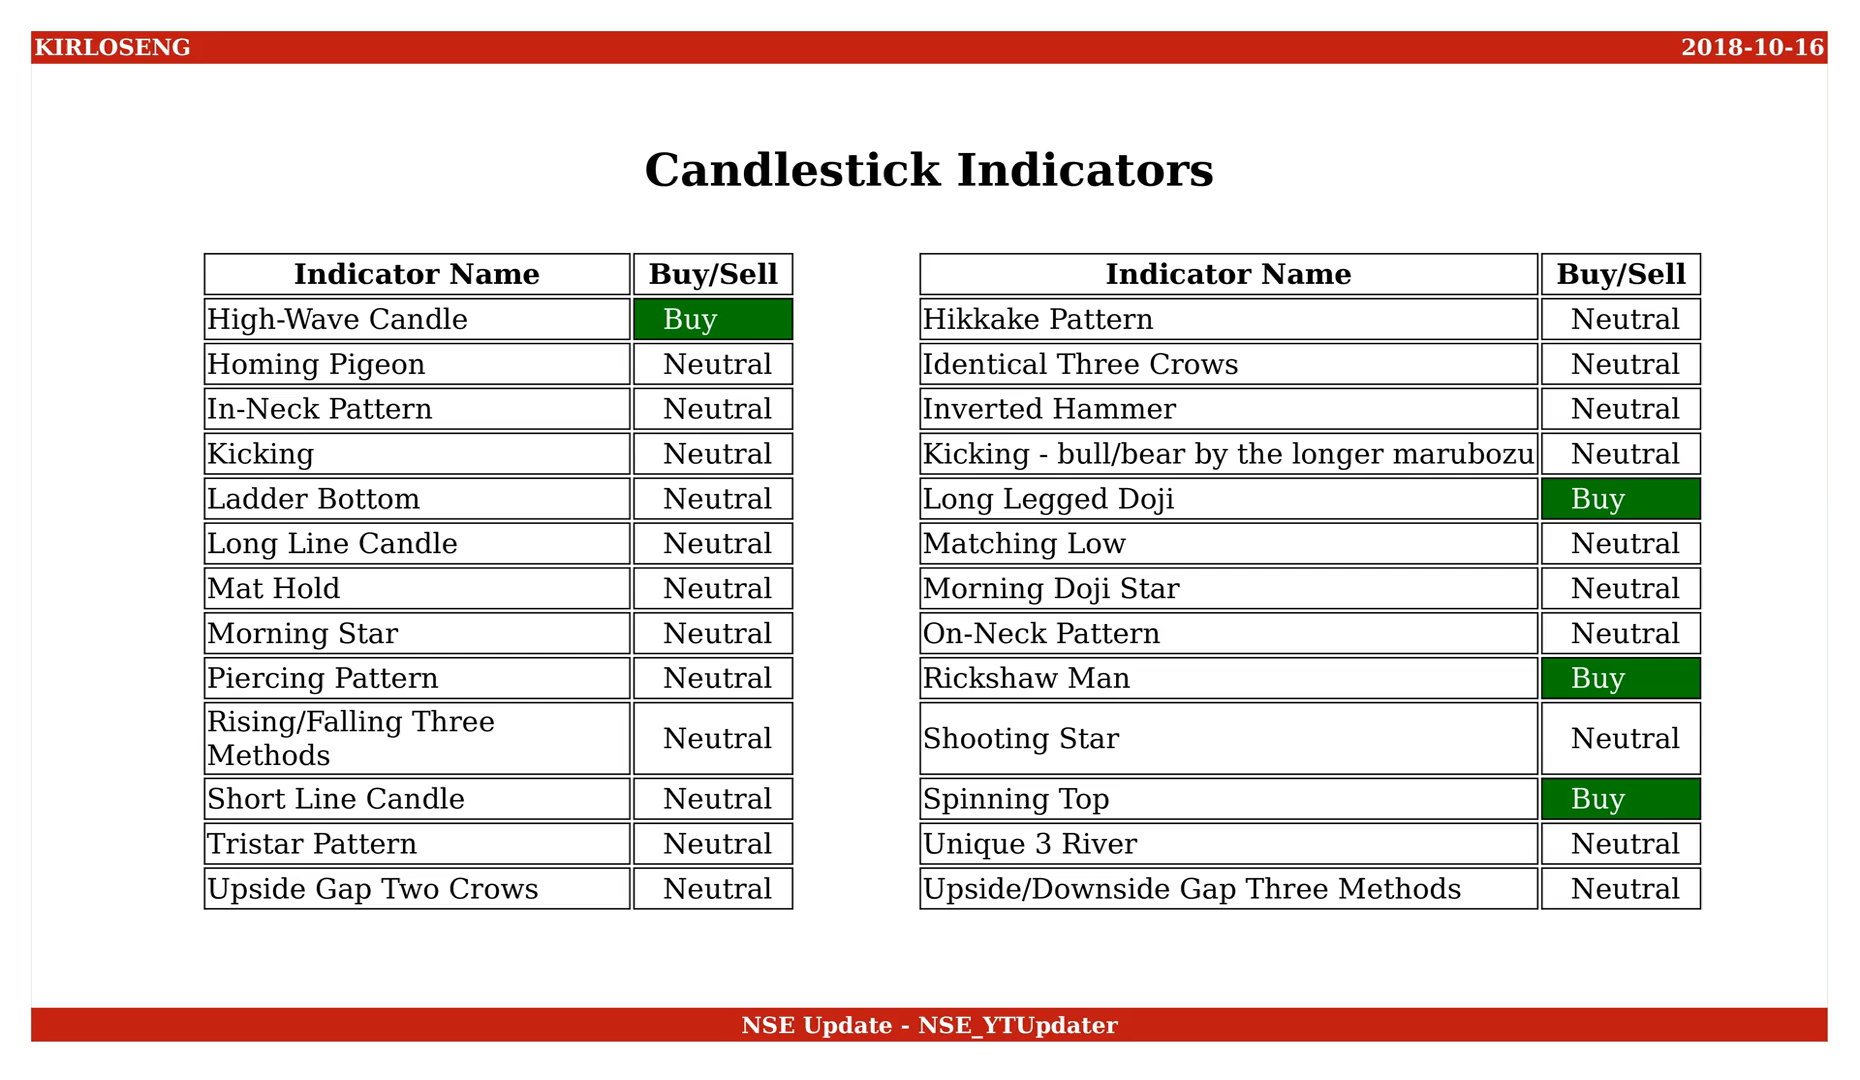 KIRLOSENG 2018-10-16
Candlestick Indicators
Indicator Name Buy/Sell
High-Wave Candle Buy
Homing Pigeon Neutral
In-Neck Pattern Neutral
Kicking Neutral
Ladder Bottom Neutral
Long Line Candle Neutral
Mat Hold Neutral
Morning Star Neutral
Piercing Pattern Neutral
Rising/Falling Three
Methods Neutral
Short Line Candle Neutral
Tristar Pattern Neutral
Upside Gap Two Crows Neutral
Indicator Name Buy/Sell
Hikkake Pattern Neutral
Identical Three Crows Neutral
Inverted Hammer Neutral
Kicking - bull/bear by the longer marubozu Neutral
Long Legged Doji Buy
Matching Low Neutral
Morning Doji Star Neutral
On-Neck Pattern Neutral
Rickshaw Man Buy
Shooting Star Neutral
Spinning Top Buy
Unique 3 River Neutral
Upside/Downside Gap Three Methods Neutral
NSE Update - NSE_YTUpdater